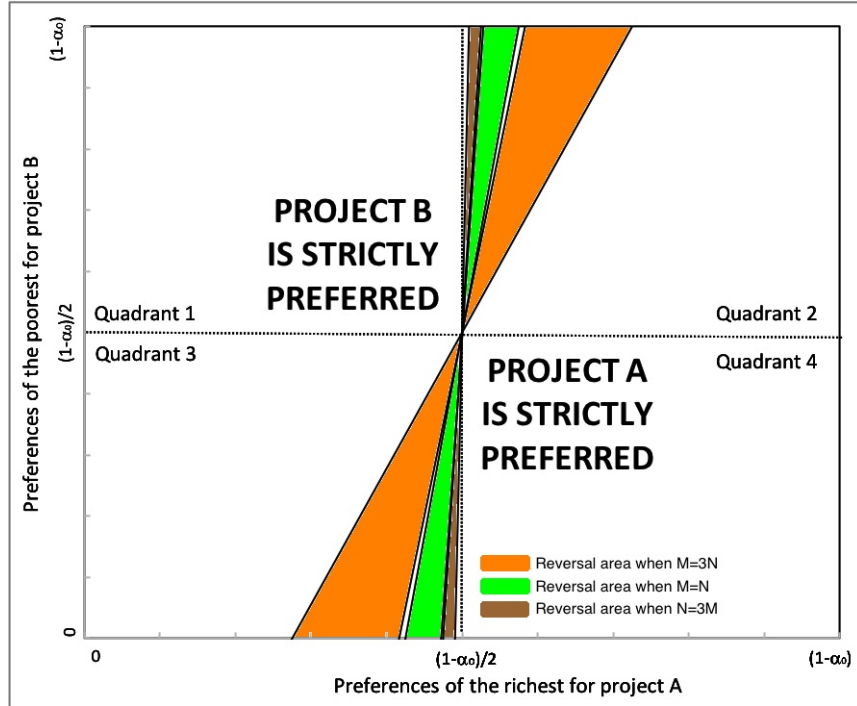 (1-α₀)
Preferences of the poorest for project B
(1-α₀)/2
0
PROJECT B
IS STRICTLY
PREFERRED
Quadrant 1
Quadrant 2
Quadrant 3
Quadrant 4
PROJECT A
IS STRICTLY
PREFERRED
Reversal area when M=3N
Reversal area when M=N
Reversal area when N=3M
0
(1-α₀)/2
(1-α₀)
Preferences of the richest for project A